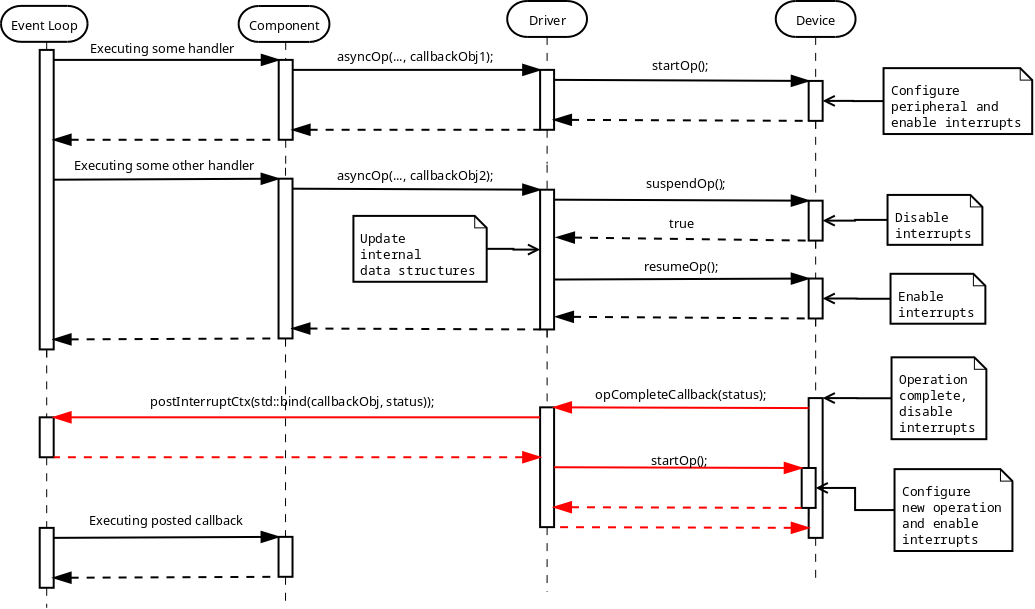 Event Loop
Component
Driver
Device
Executing some handler
asyncOp(..., callbackObj1);
startOp();
Configure
peripheral and
enable interrupts
Executing some other handler
asyncOp(..., callbackObj2);
suspendOp();
Disable
interrupts
true
Update
internal
data structures
resumeOp();
Enable
interrupts
Operation
complete,
disable
interrupts
opCompleteCallback(status);
postInterruptCtx(std::bind(callbackObj, status));
startOp();
Configure
new operation
and enable
interrupts
Executing posted callback